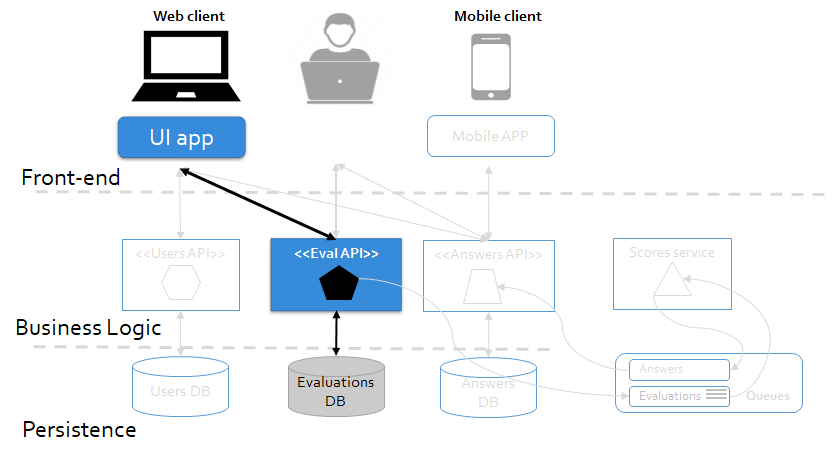 Web client
Mobile client
UI app
Mobile APP
Front-end
<<Users API>>
<<Eval API>>
<<Answers API>>
Scores service
Business Logic
Users DB
Evaluations
DB
Answers
DB
Answers
Evaluations
Queues
Persistence